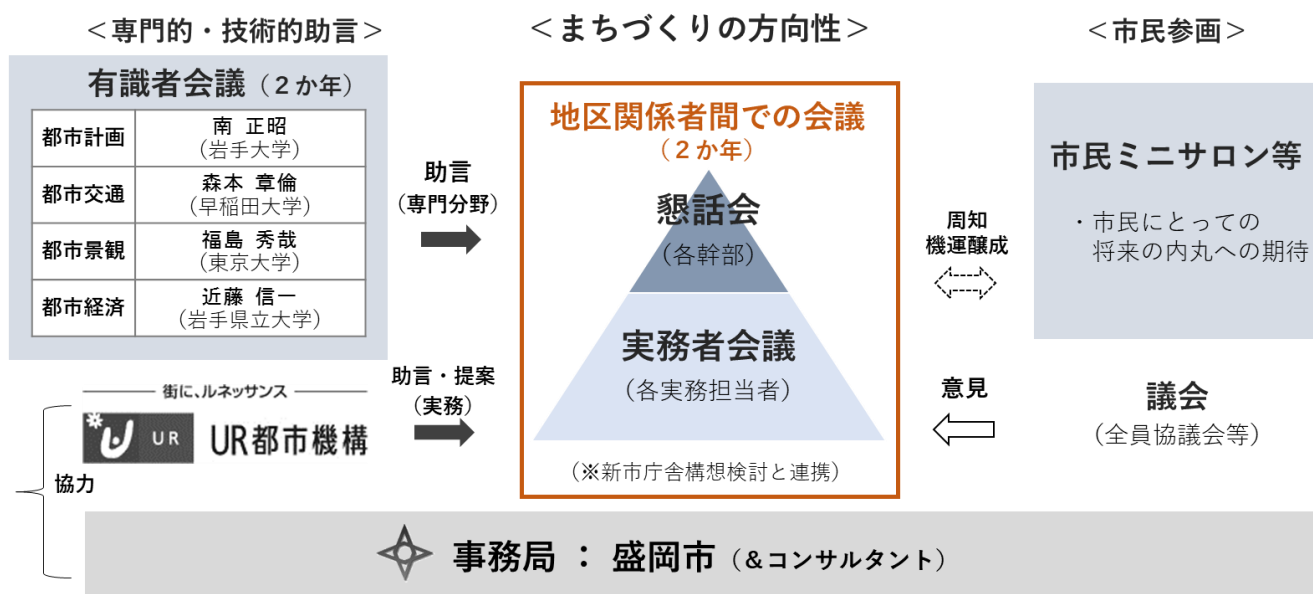 ＜専門的・技術的助言＞
有識者会議（２か年）
都市計画
南 正昭
（岩手大学）
都市交通
森本 章倫
（早稲田大学）
都市景観
福島 秀哉
（東京大学）
都市経済
近藤 信一
（岩手県立大学）
助言
（専門分野）
街に、ルネッサンス
UR
UR都市機構
助言・提案
（実務）
協力
＜まちづくりの方向性＞
地区関係者間での会議
（２か年）
懇話会
（各幹部）
実務者会議
（各実務担当者）
（※新市庁舎構想検討と連携）
＜市民参画＞
市民ミニサロン等
・市民にとっての
将来の内丸への期待
周知
機運醸成
意見
議会
（全員協議会等）
事務局 ： 盛岡市（＆コンサルタント）